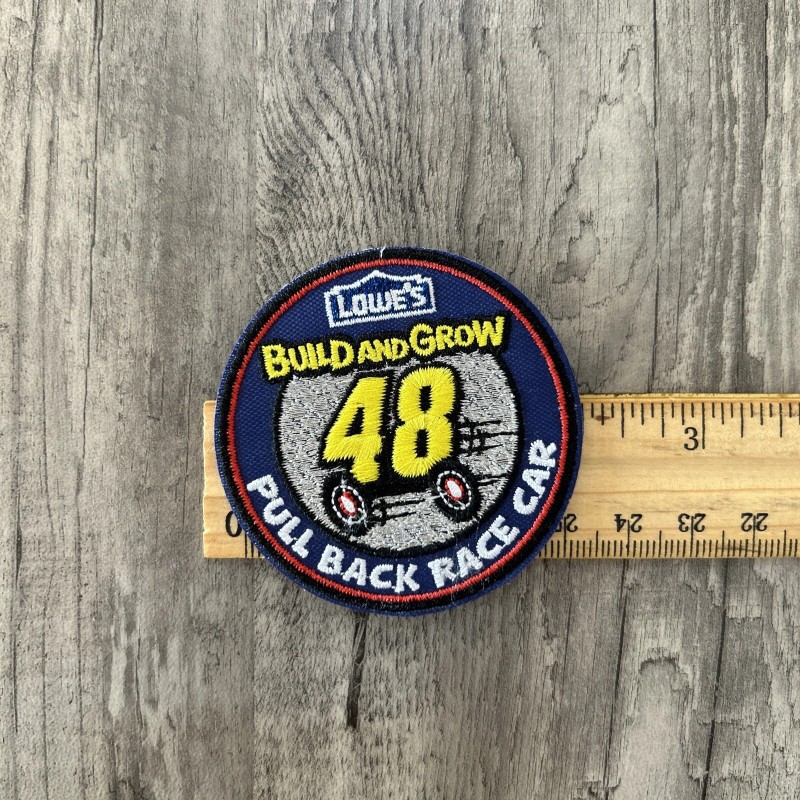 LOWE'S
BUILD AND GROW
48
PULL BACK RACE CAR
3
0
25 24 23 22